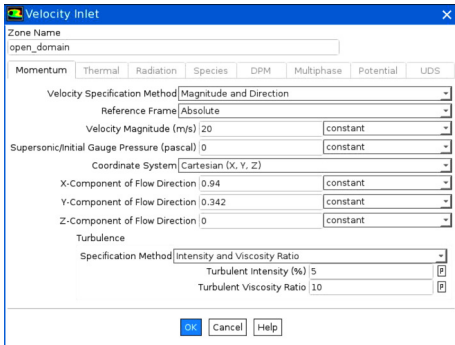 Velocity Inlet
Zone Name
open_domain
Momentum Thermal Radiation Species DPM Multiphase Potential UDS
Velocity Specification Method Magnitude and Direction
Reference Frame Absolute
Velocity Magnitude (m/s) 20 constant
Supersonic/Initial Gauge Pressure (pascal) 0 constant
Coordinate System Cartesian (X, Y, Z)
X-Component of Flow Direction 0.94 constant
Y-Component of Flow Direction 0.342 constant
Z-Component of Flow Direction 0 constant
Turbulence
Specification Method Intensity and Viscosity Ratio
Turbulent Intensity (%) 5 P
Turbulent Viscosity Ratio 10 P
OK Cancel Help